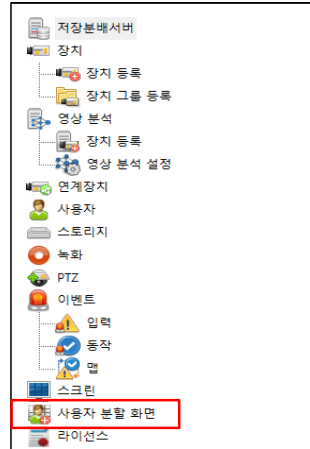 저장분배서버
장치
장치 등록
장치 그룹 등록
영상 분석
장치 등록
영상 분석 설정
연계장치
사용자
스토리지
녹화
PTZ
이벤트
입력
동작
맵
스크린
사용자 분할 화면
라이선스